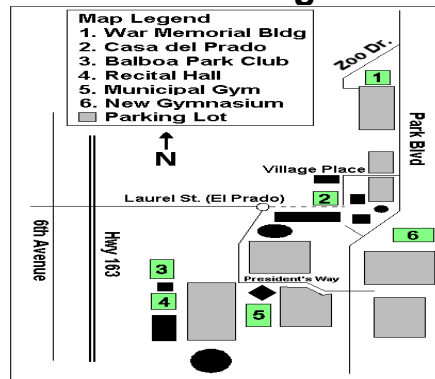 Map Legend
1. War Memorial Bldg
2. Casa del Prado
3. Balboa Park Club
4. Recital Hall
5. Municipal Gym
6. New Gymnasium
Parking Lot
N
Zoo Dr.
1
Park Blvd
Village Place
Laurel St. (El Prado)
2
6th Avenue
Hwy 163
6
3
President's Way
4
5